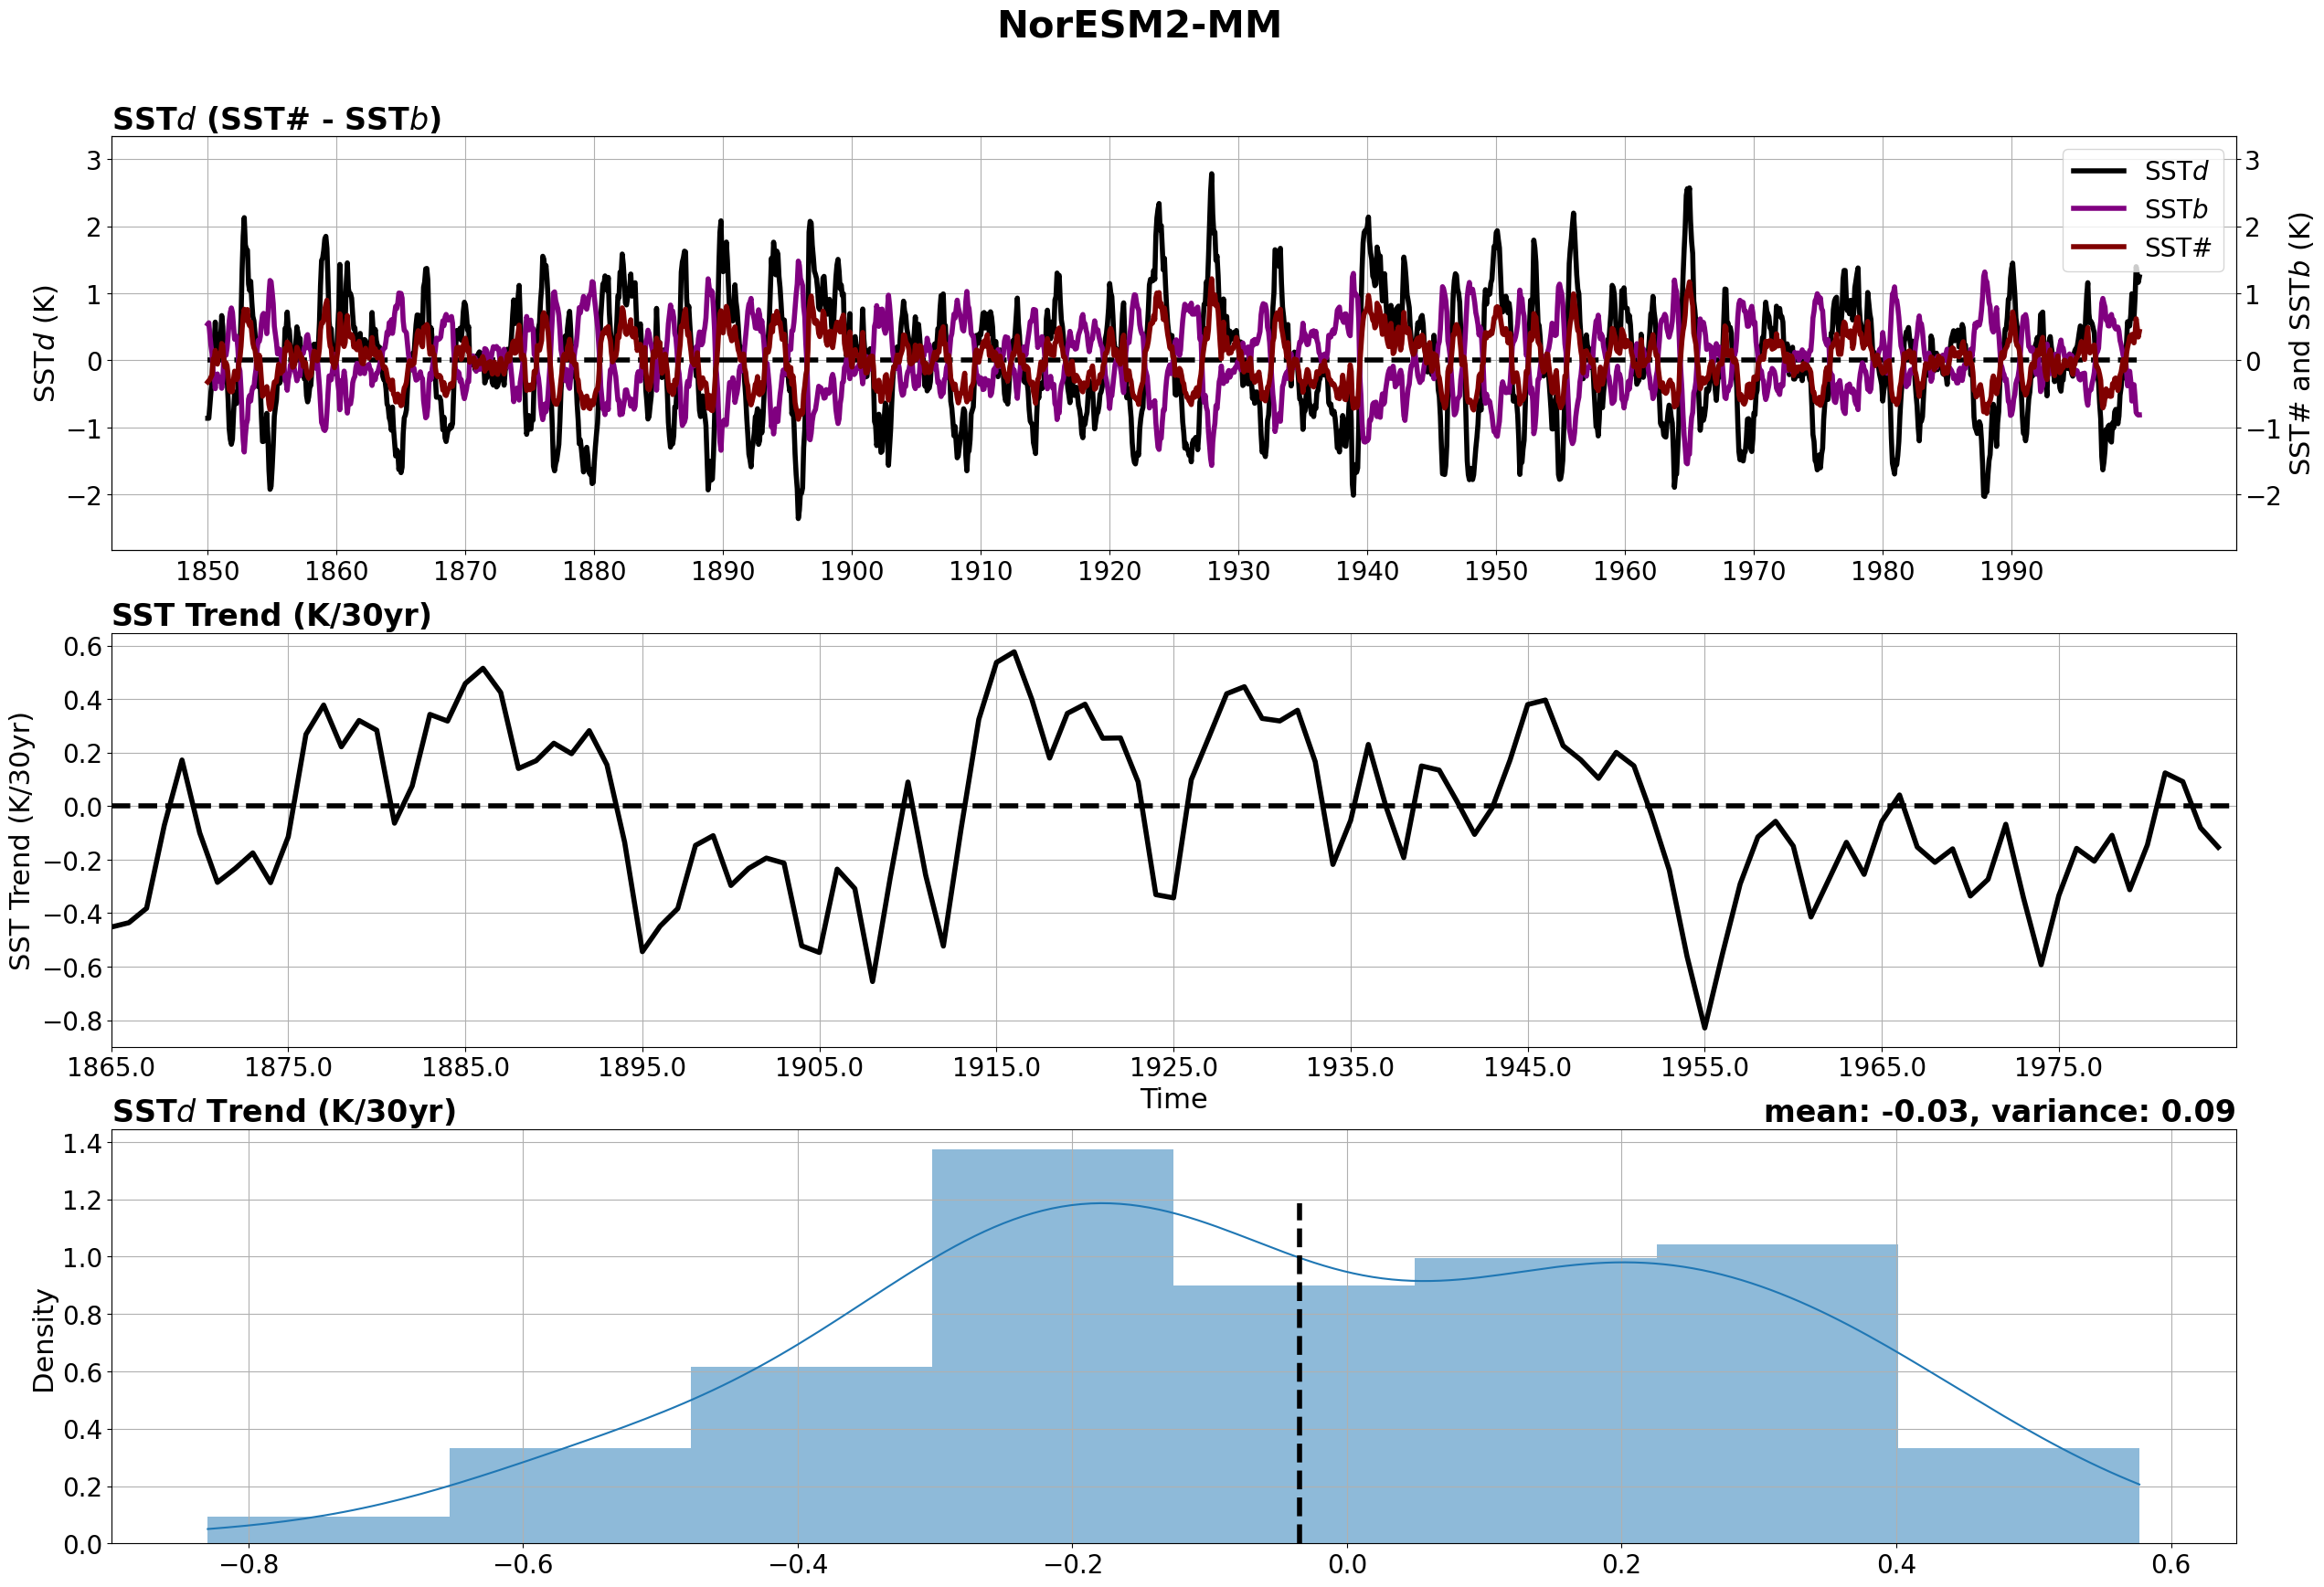 NorESM2-MM
SSTd (SST# - SSTb)
3
2
1
0
−1
−2
SSTd (K)
3
2
1
0
−1
−2
SST# and SSTb (K)
SSTd
SSTb
SST#
1850 1860 1870 1880 1890 1900 1910 1920 1930 1940 1950 1960 1970 1980 1990
SST Trend (K/30yr)
0.6
0.4
0.2
0.0
−0.2
−0.4
−0.6
−0.8
SST Trend (K/30yr)
1865.0 1875.0 1885.0 1895.0 1905.0 1915.0 1925.0 1935.0 1945.0 1955.0 1965.0 1975.0
Time
SSTd Trend (K/30yr)
mean: -0.03, variance: 0.09
1.4
1.2
1.0
0.8
0.6
0.4
0.2
0.0
Density
−0.8 −0.6 −0.4 −0.2 0.0 0.2 0.4 0.6